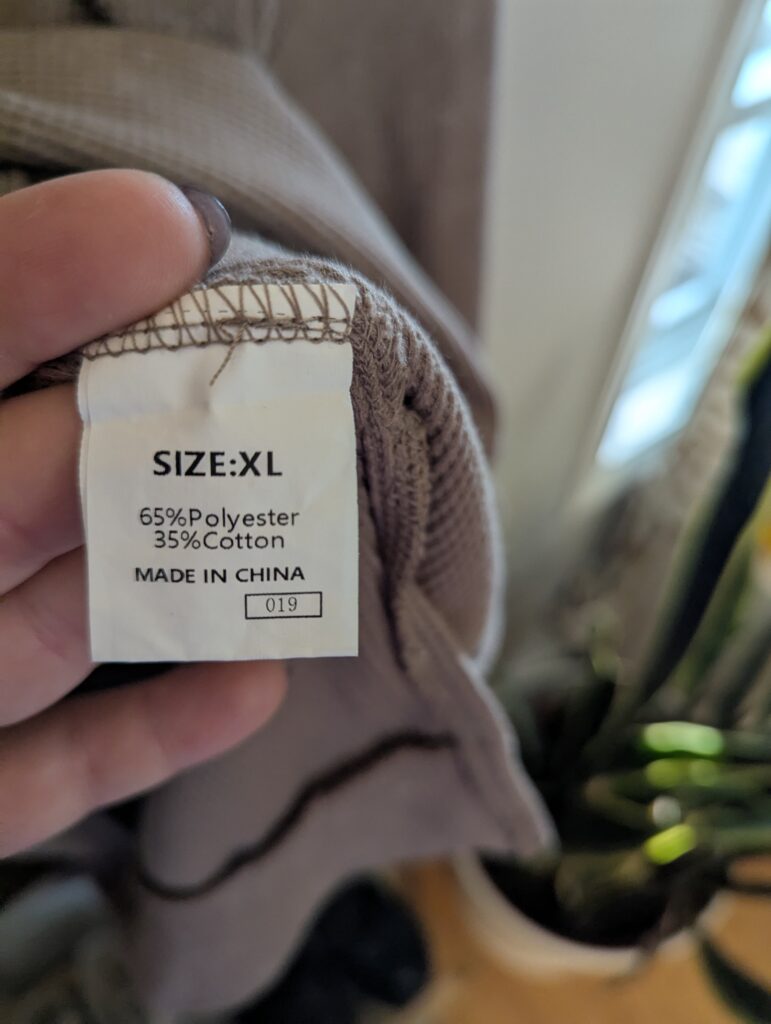 SIZE:XL
65%Polyester
35%Cotton
MADE IN CHINA
019